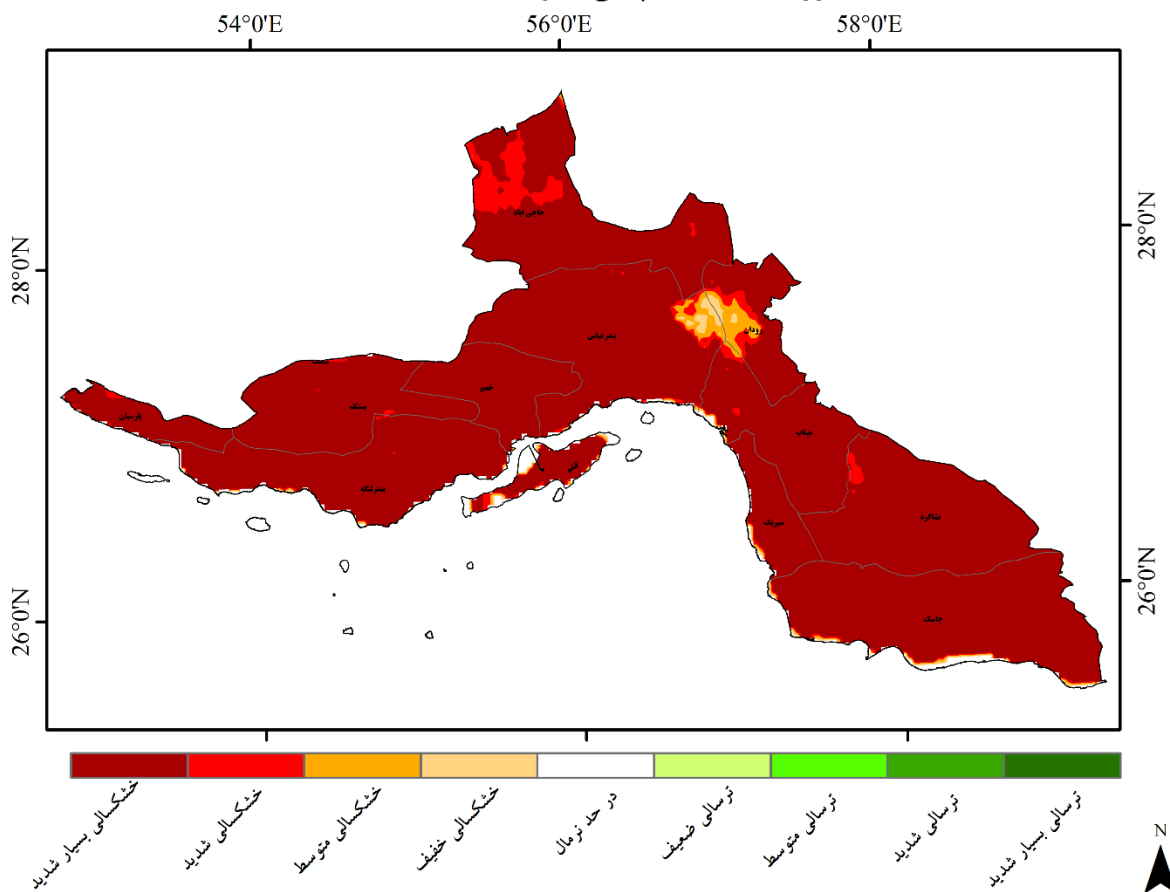 54°0'E 56°0'E 58°0'E
28°0'N
28°0'N
حاجی آباد
رودان
بندرعباس
خمیر
بستک
پارسیان
میناب
قشم
بندرلنگه
بشاگرد
سیریک
26°0'N
جاسک
26°0'N
خشکسالی بسیار شدید
خشکسالی شدید
خشکسالی متوسط
خشکسالی خفیف
در حد نرمال
ترسالی ضعیف
ترسالی متوسط
ترسالی شدید
ترسالی بسیار شدید
N